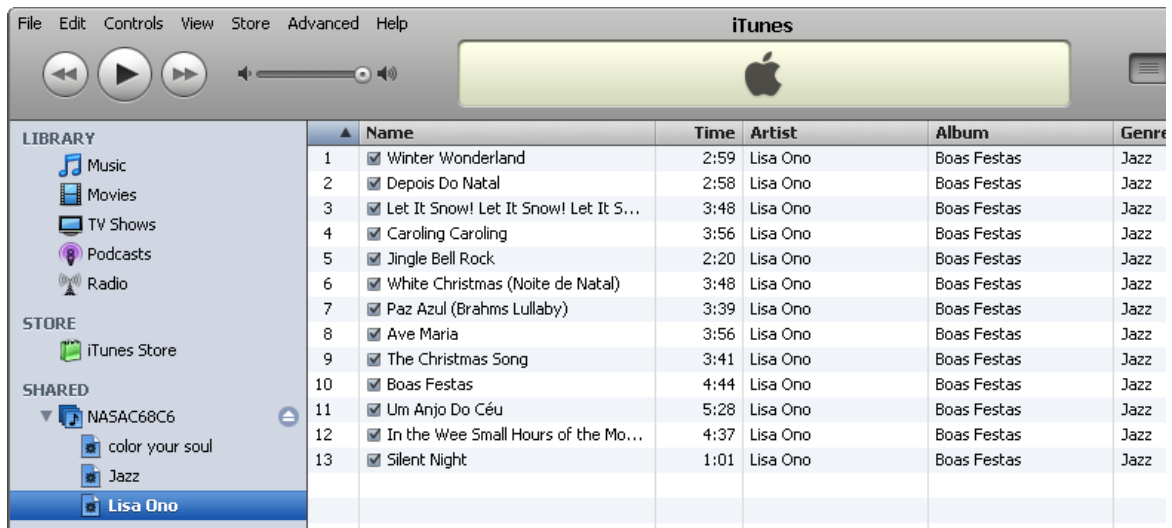 File Edit Controls View Store Advanced Help
iTunes
LIBRARY
Music
Movies
TV Shows
Podcasts
Radio
STORE
iTunes Store
SHARED
NASAC68C6
color your soul
Jazz
Lisa Ono
Name Time Artist Album Genre
1 Winter Wonderland 2:59 Lisa Ono Boas Festas Jazz
2 Depois Do Natal 2:58 Lisa Ono Boas Festas Jazz
3 Let It Snow! Let It Snow! Let It S... 3:48 Lisa Ono Boas Festas Jazz
4 Caroling Caroling 3:56 Lisa Ono Boas Festas Jazz
5 Jingle Bell Rock 2:20 Lisa Ono Boas Festas Jazz
6 White Christmas (Noite de Natal) 3:48 Lisa Ono Boas Festas Jazz
7 Paz Azul (Brahms Lullaby) 3:39 Lisa Ono Boas Festas Jazz
8 Ave Maria 3:56 Lisa Ono Boas Festas Jazz
9 The Christmas Song 3:41 Lisa Ono Boas Festas Jazz
10 Boas Festas 4:44 Lisa Ono Boas Festas Jazz
11 Um Anjo Do Céu 5:28 Lisa Ono Boas Festas Jazz
12 In the Wee Small Hours of the Mo... 4:37 Lisa Ono Boas Festas Jazz
13 Silent Night 1:01 Lisa Ono Boas Festas Jazz